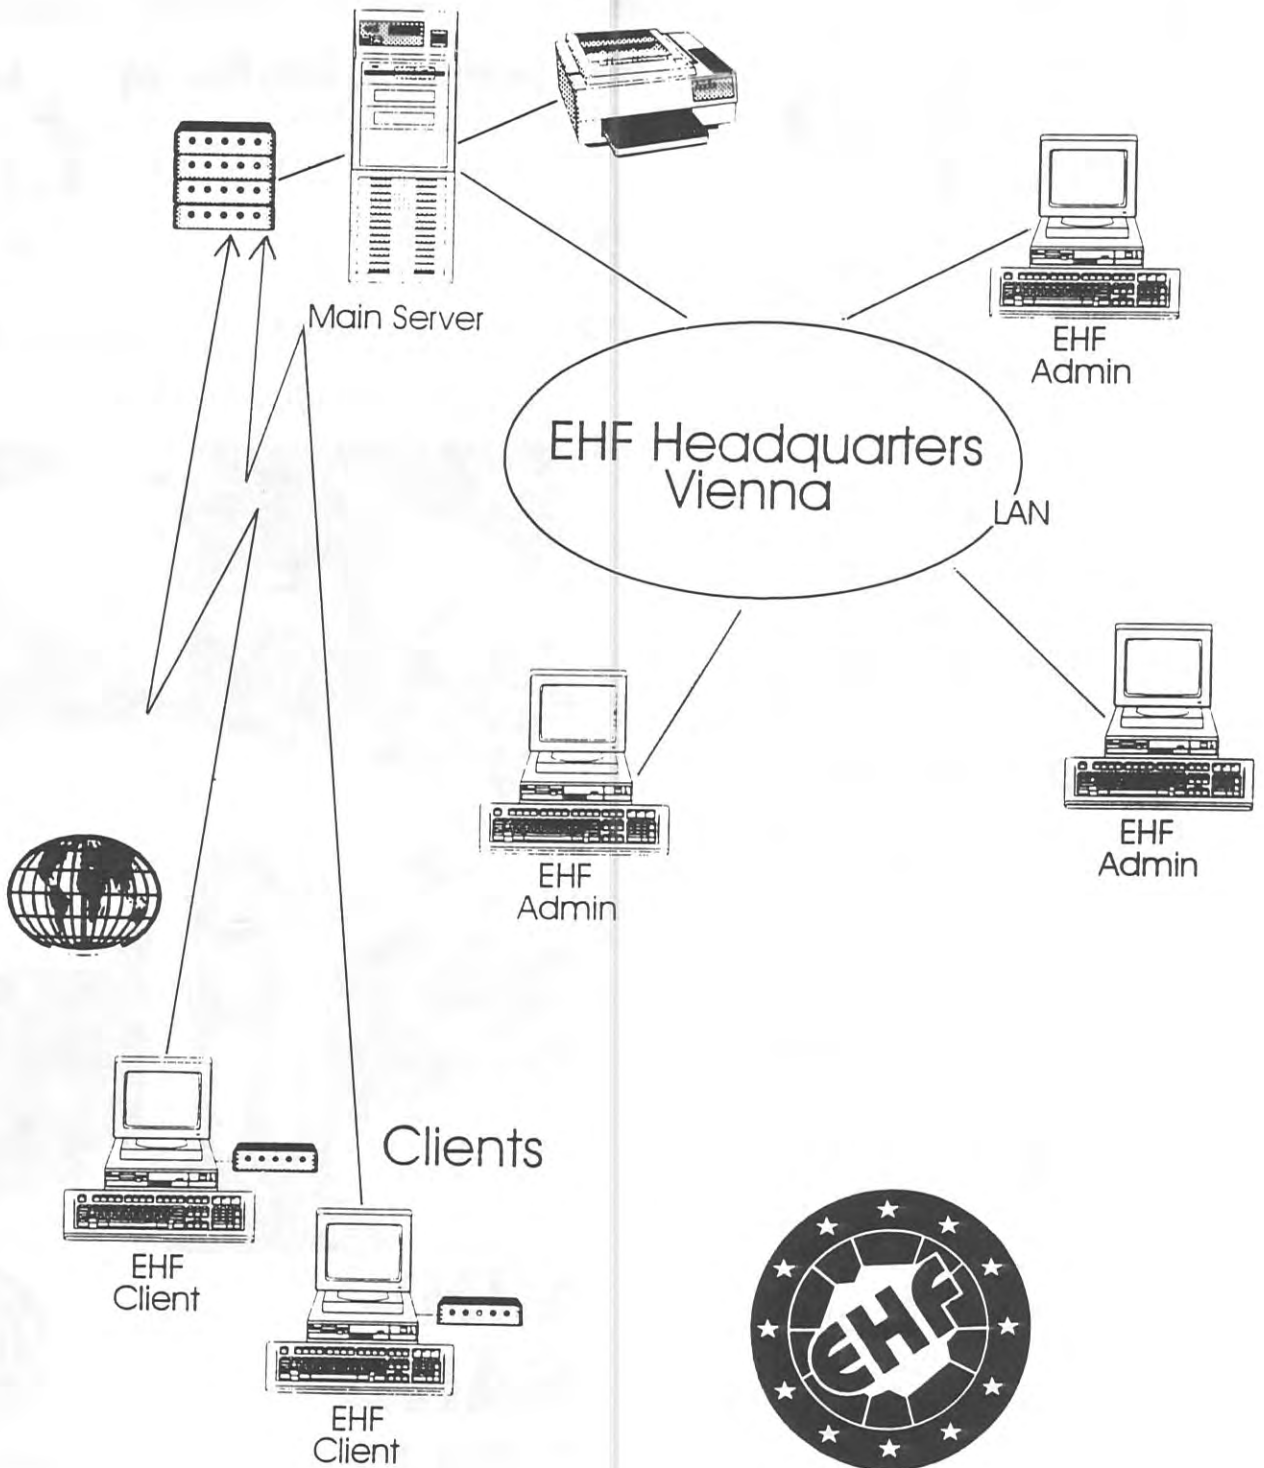 Main Server
EHF
Admin
EHF Headquarters
Vienna
LAN
EHF
Admin
EHF
Admin
Clients
EHF
Client
EHF
Client
EHF